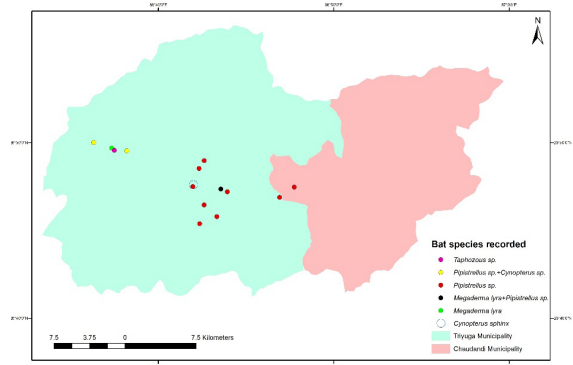 N
Bat species recorded
Taphozous sp.
Pipistrellus sp.+Cynopterus sp.
Pipistrellus sp.
Megaderma lyra+Pipistrellus sp.
Megaderma lyra
Cynopterus sphinx
Triyuga Municipality
Chaudandi Municipality
7.5 3.75 0 7.5 Kilometers